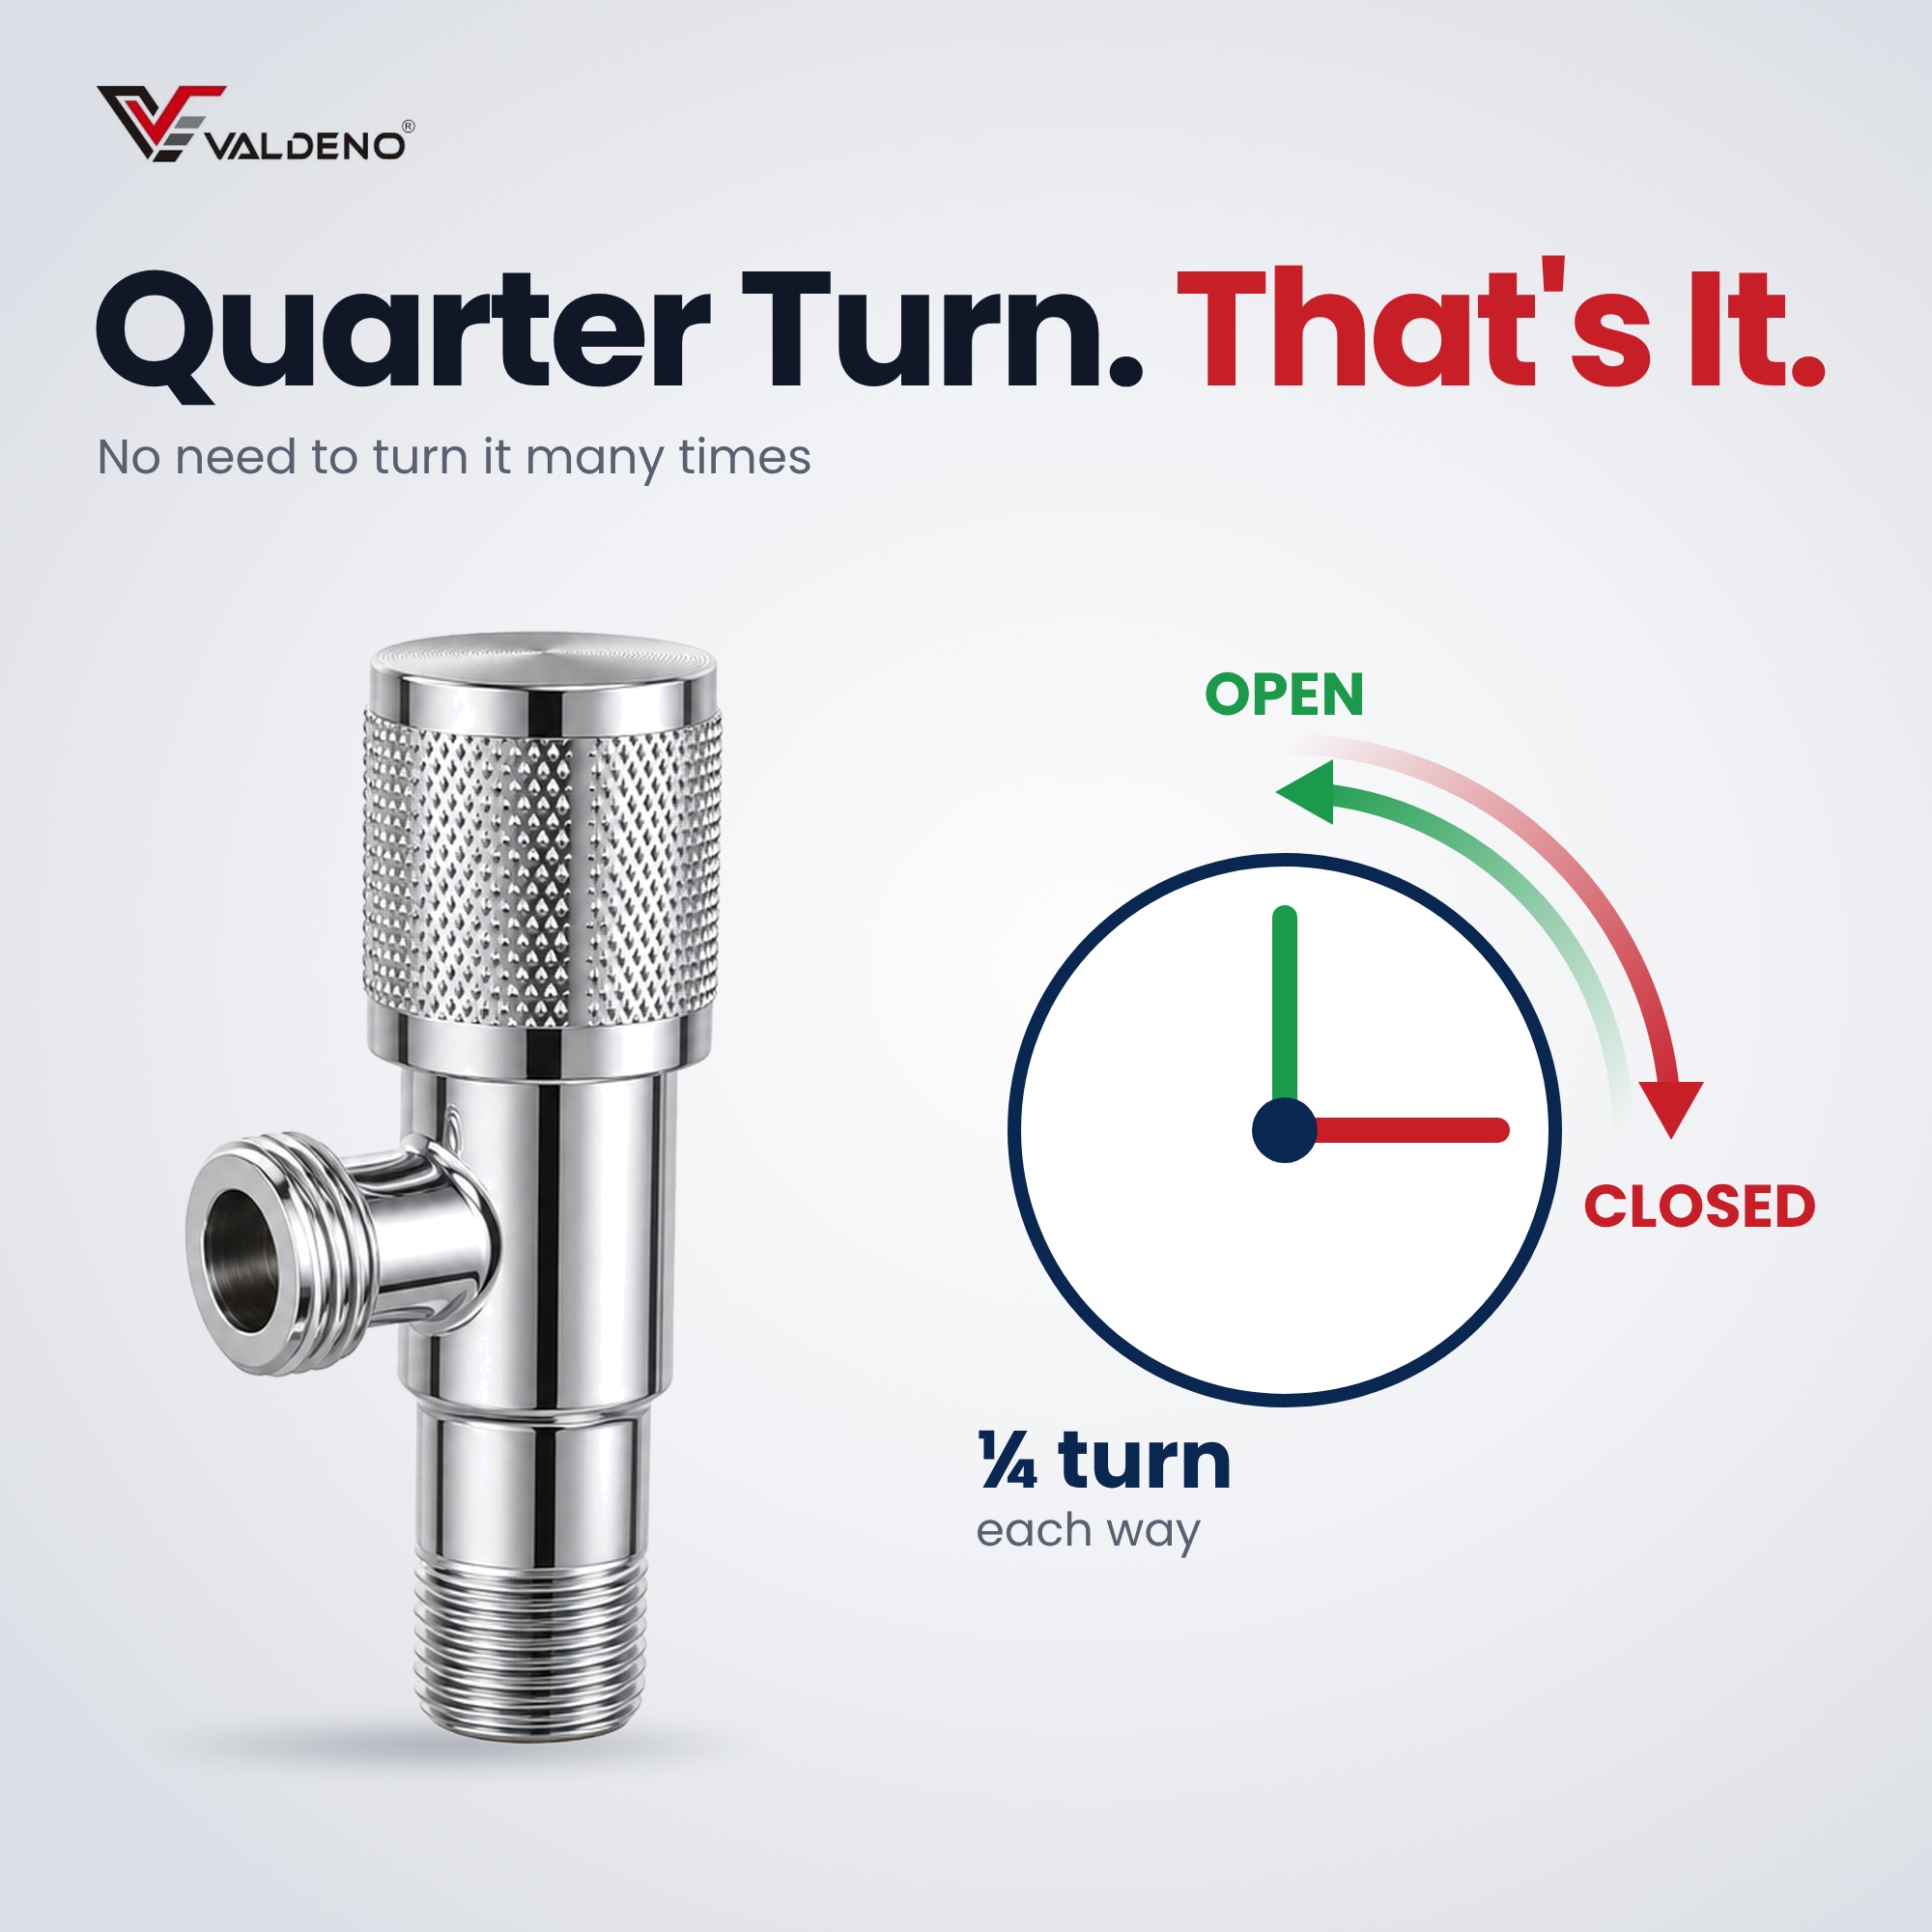 VALDENO®
Quarter Turn. That's It.
No need to turn it many times
OPEN
CLOSED
¼ turn
each way